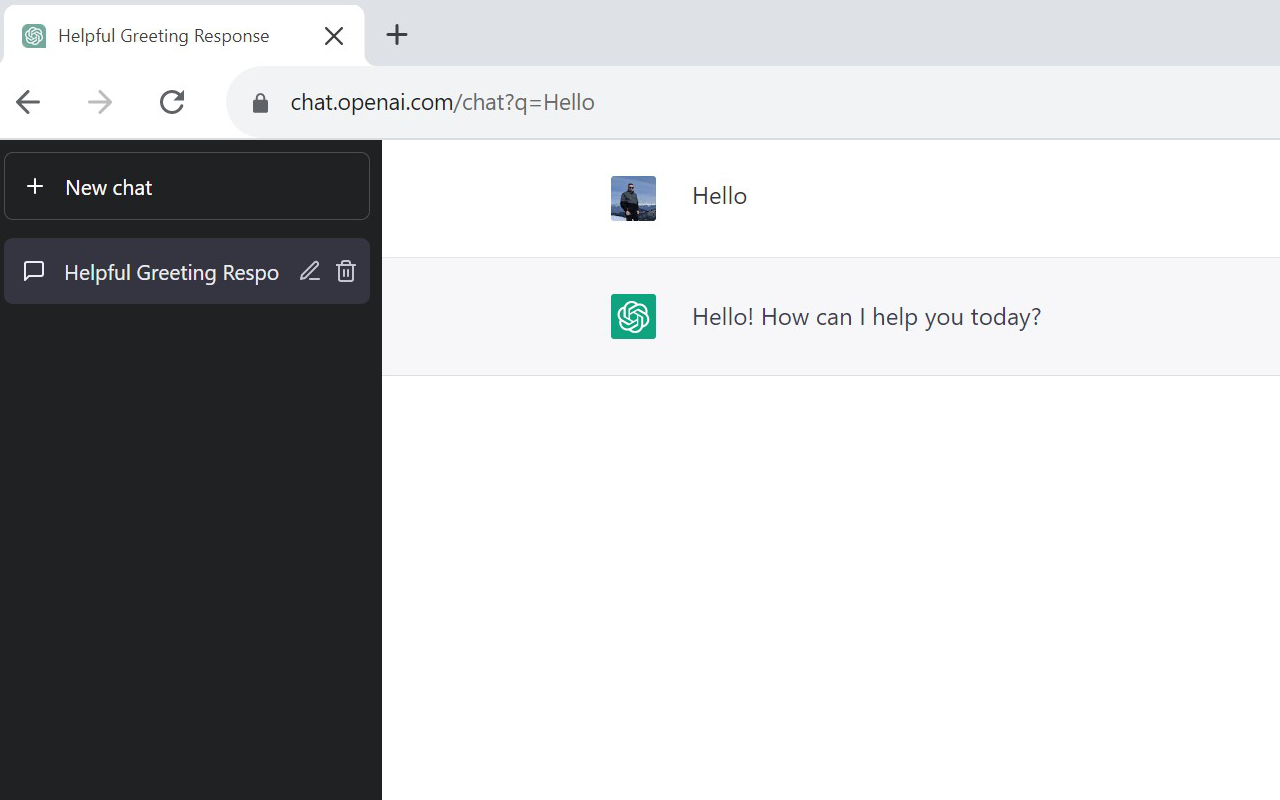 Helpful Greeting Response
chat.openai.com/chat?q=Hello
New chat
Helpful Greeting Respo
Hello
Hello! How can I help you today?